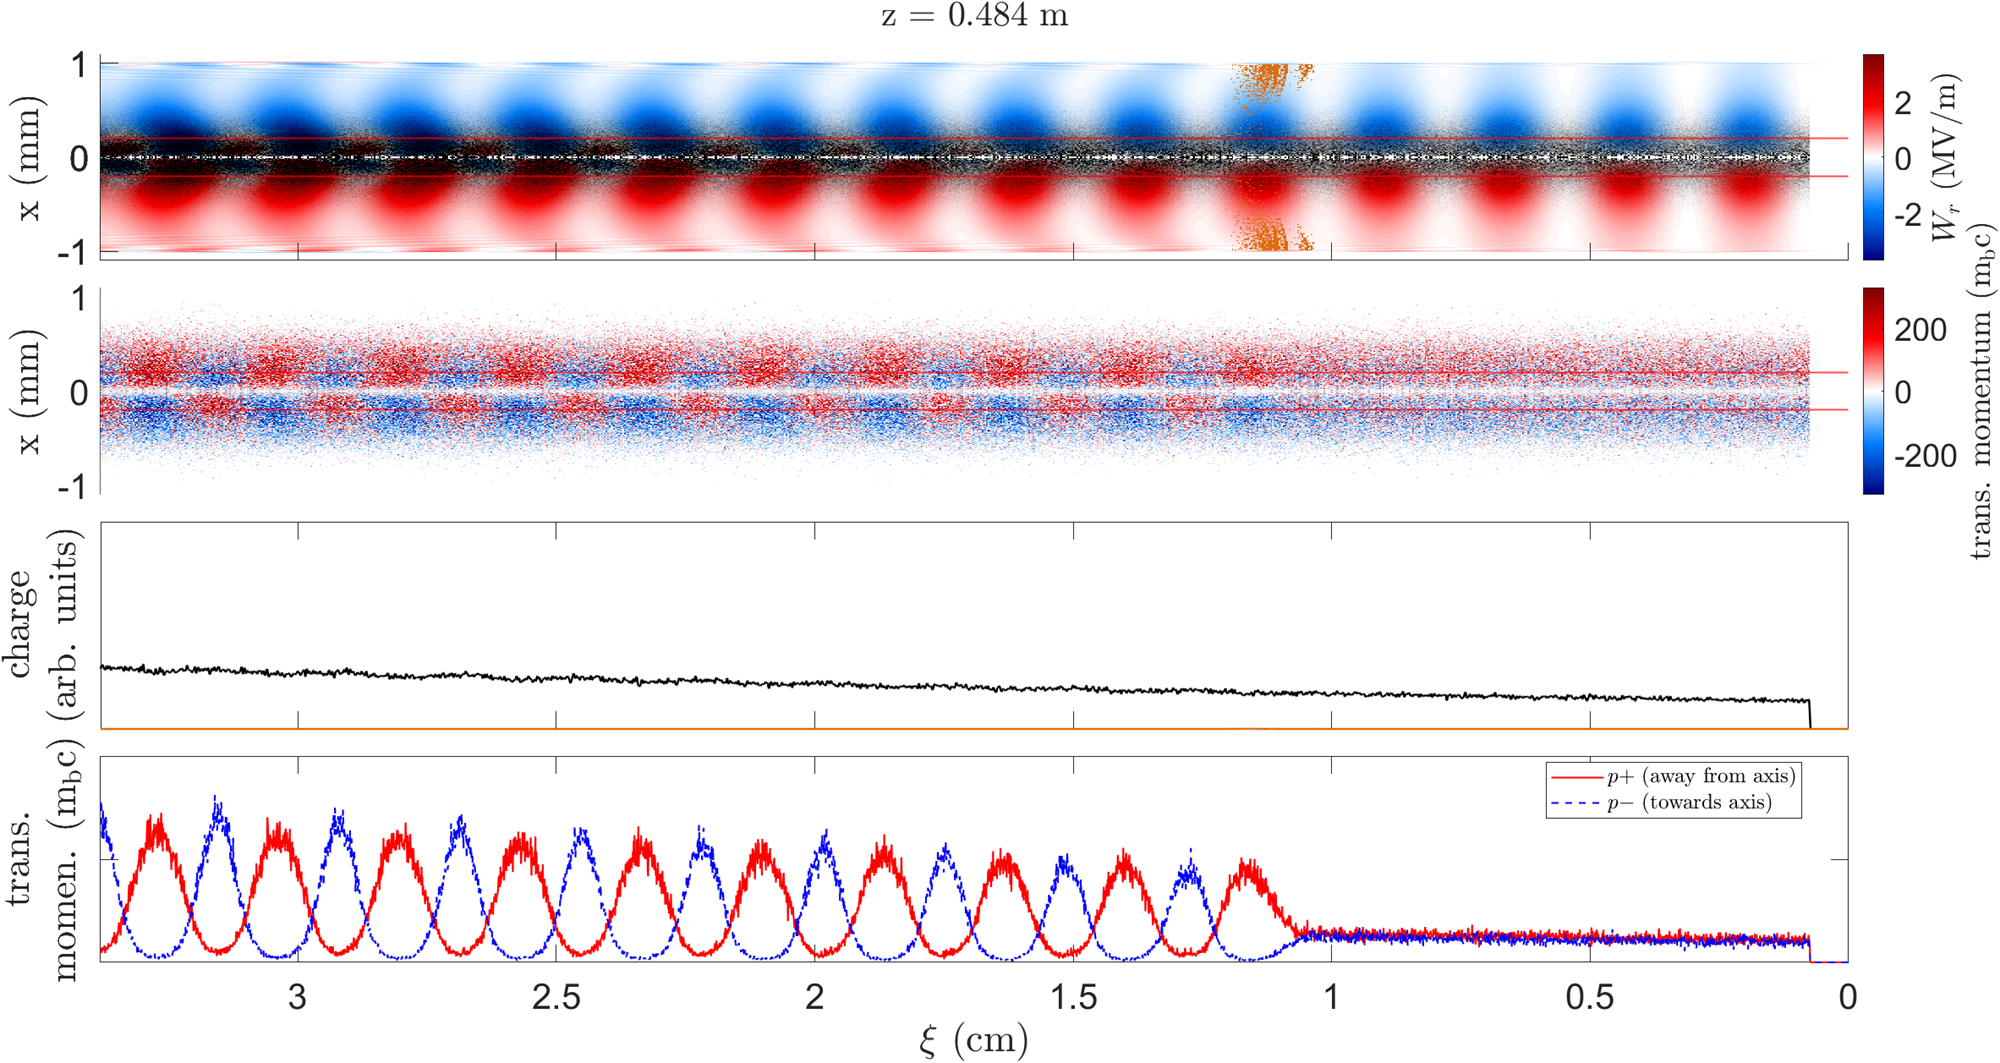 z = 0.484 m
1
0
-1
x (mm)
2
0
-2
W_r (MV/m)
1
0
-1
x (mm)
200
0
-200
trans. momentum (m_bc)
charge
(arb. units)
trans.
momen. (m_bc)
p+ (away from axis)
p− (towards axis)
3
2.5
2
1.5
1
0.5
0
ξ (cm)